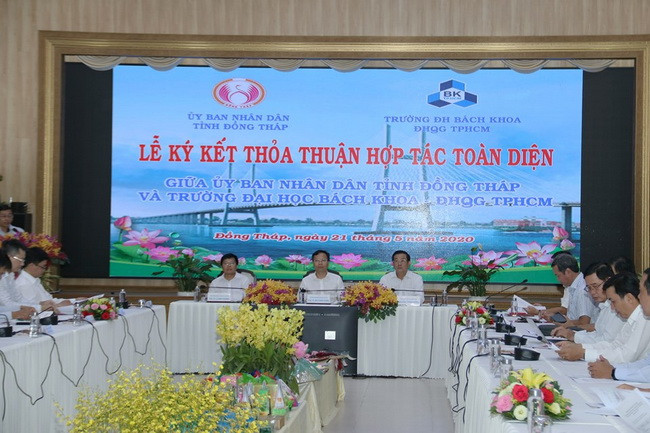 ỦY BAN NHÂN DÂN
TỈNH ĐỒNG THÁP
BK
TRƯỜNG ĐH BÁCH KHOA
ĐHQG TPHCM
LỄ KÝ KẾT THỎA THUẬN HỢP TÁC TOÀN DIỆN
GIỮA ỦY BAN NHÂN DÂN TỈNH ĐỒNG THÁP
VÀ TRƯỜNG ĐẠI HỌC BÁCH KHOA - ĐHQG TPHCM
Đồng Tháp, ngày 21 tháng 5 năm 2020